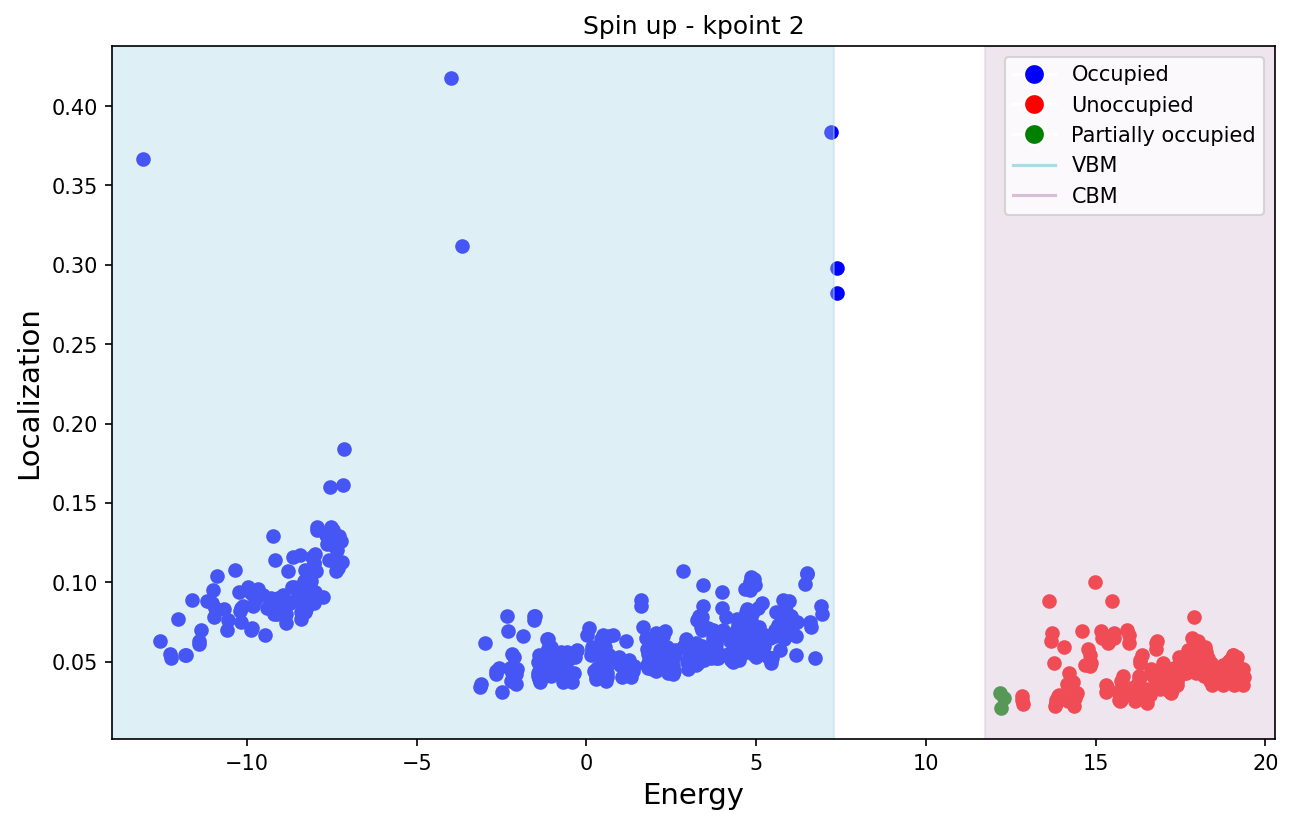 Spin up - kpoint 2
Localization
0.40
0.35
0.30
0.25
0.20
0.15
0.10
0.05
Occupied
Unoccupied
Partially occupied
VBM
CBM
−10
−5
0
5
10
15
20
Energy